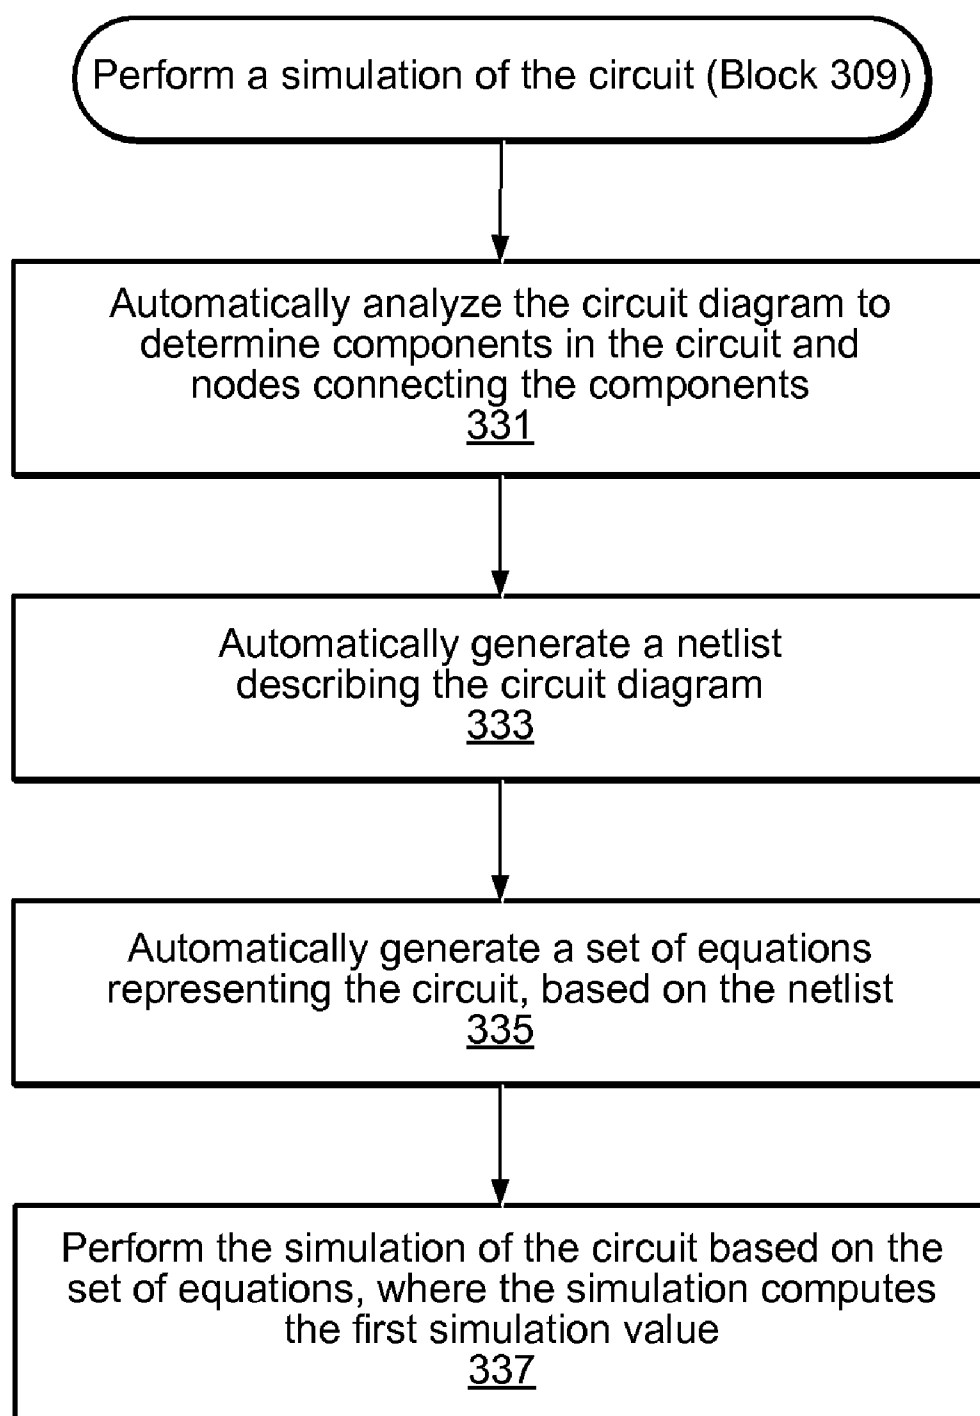 Perform a simulation of the circuit (Block 309)
Automatically analyze the circuit diagram to
determine components in the circuit and
nodes connecting the components
331
Automatically generate a netlist
describing the circuit diagram
333
Automatically generate a set of equations
representing the circuit, based on the netlist
335
Perform the simulation of the circuit based on the
set of equations, where the simulation computes
the first simulation value
337